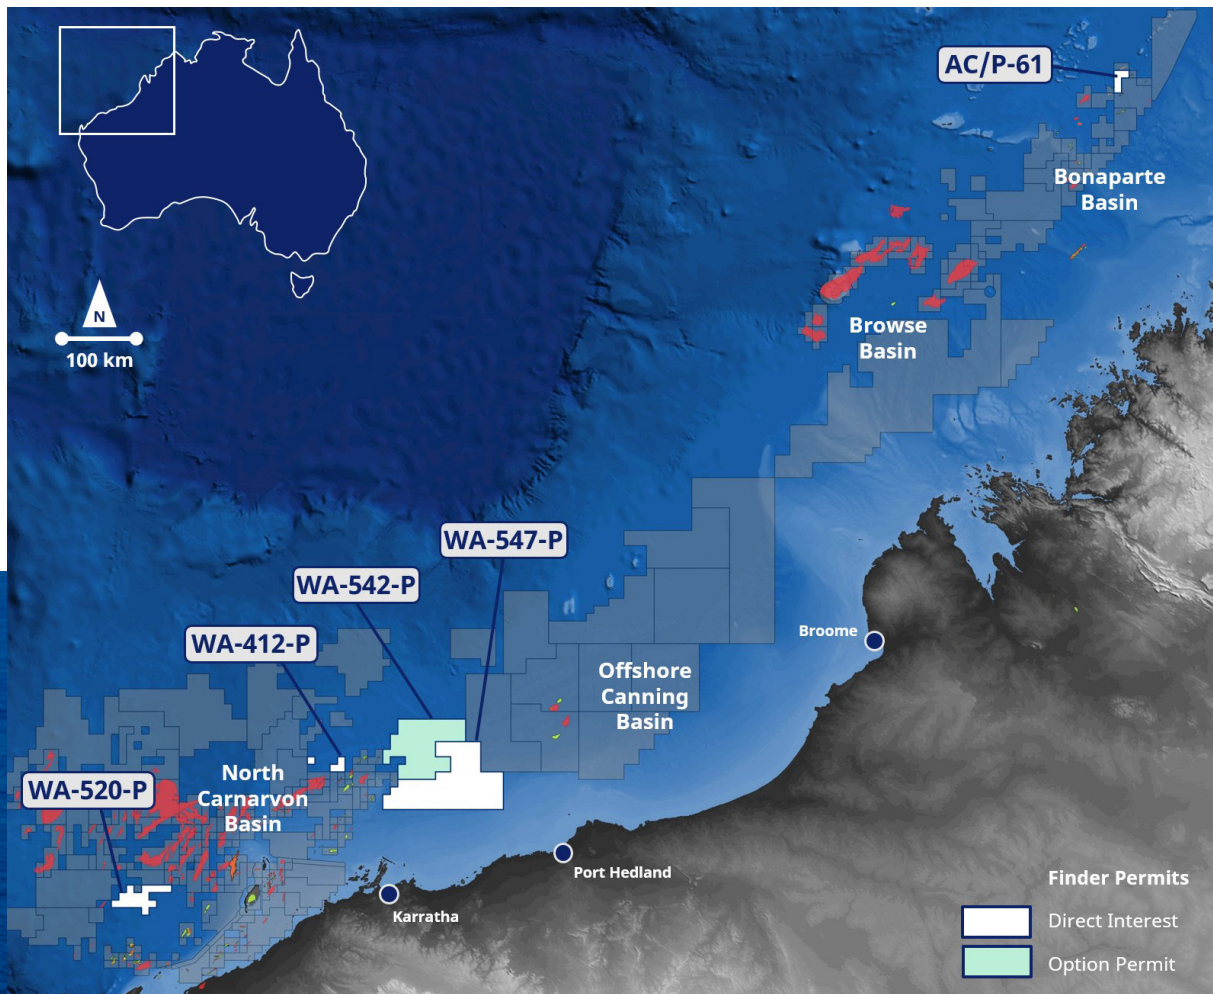 AC/P-61
Bonaparte
Basin
N
100 km
Browse
Basin
WA-547-P
WA-542-P
WA-412-P
Broome
Offshore
Canning
Basin
WA-520-P
North
Carnarvon
Basin
Port Hedland
Karratha
Finder Permits
Direct Interest
Option Permit